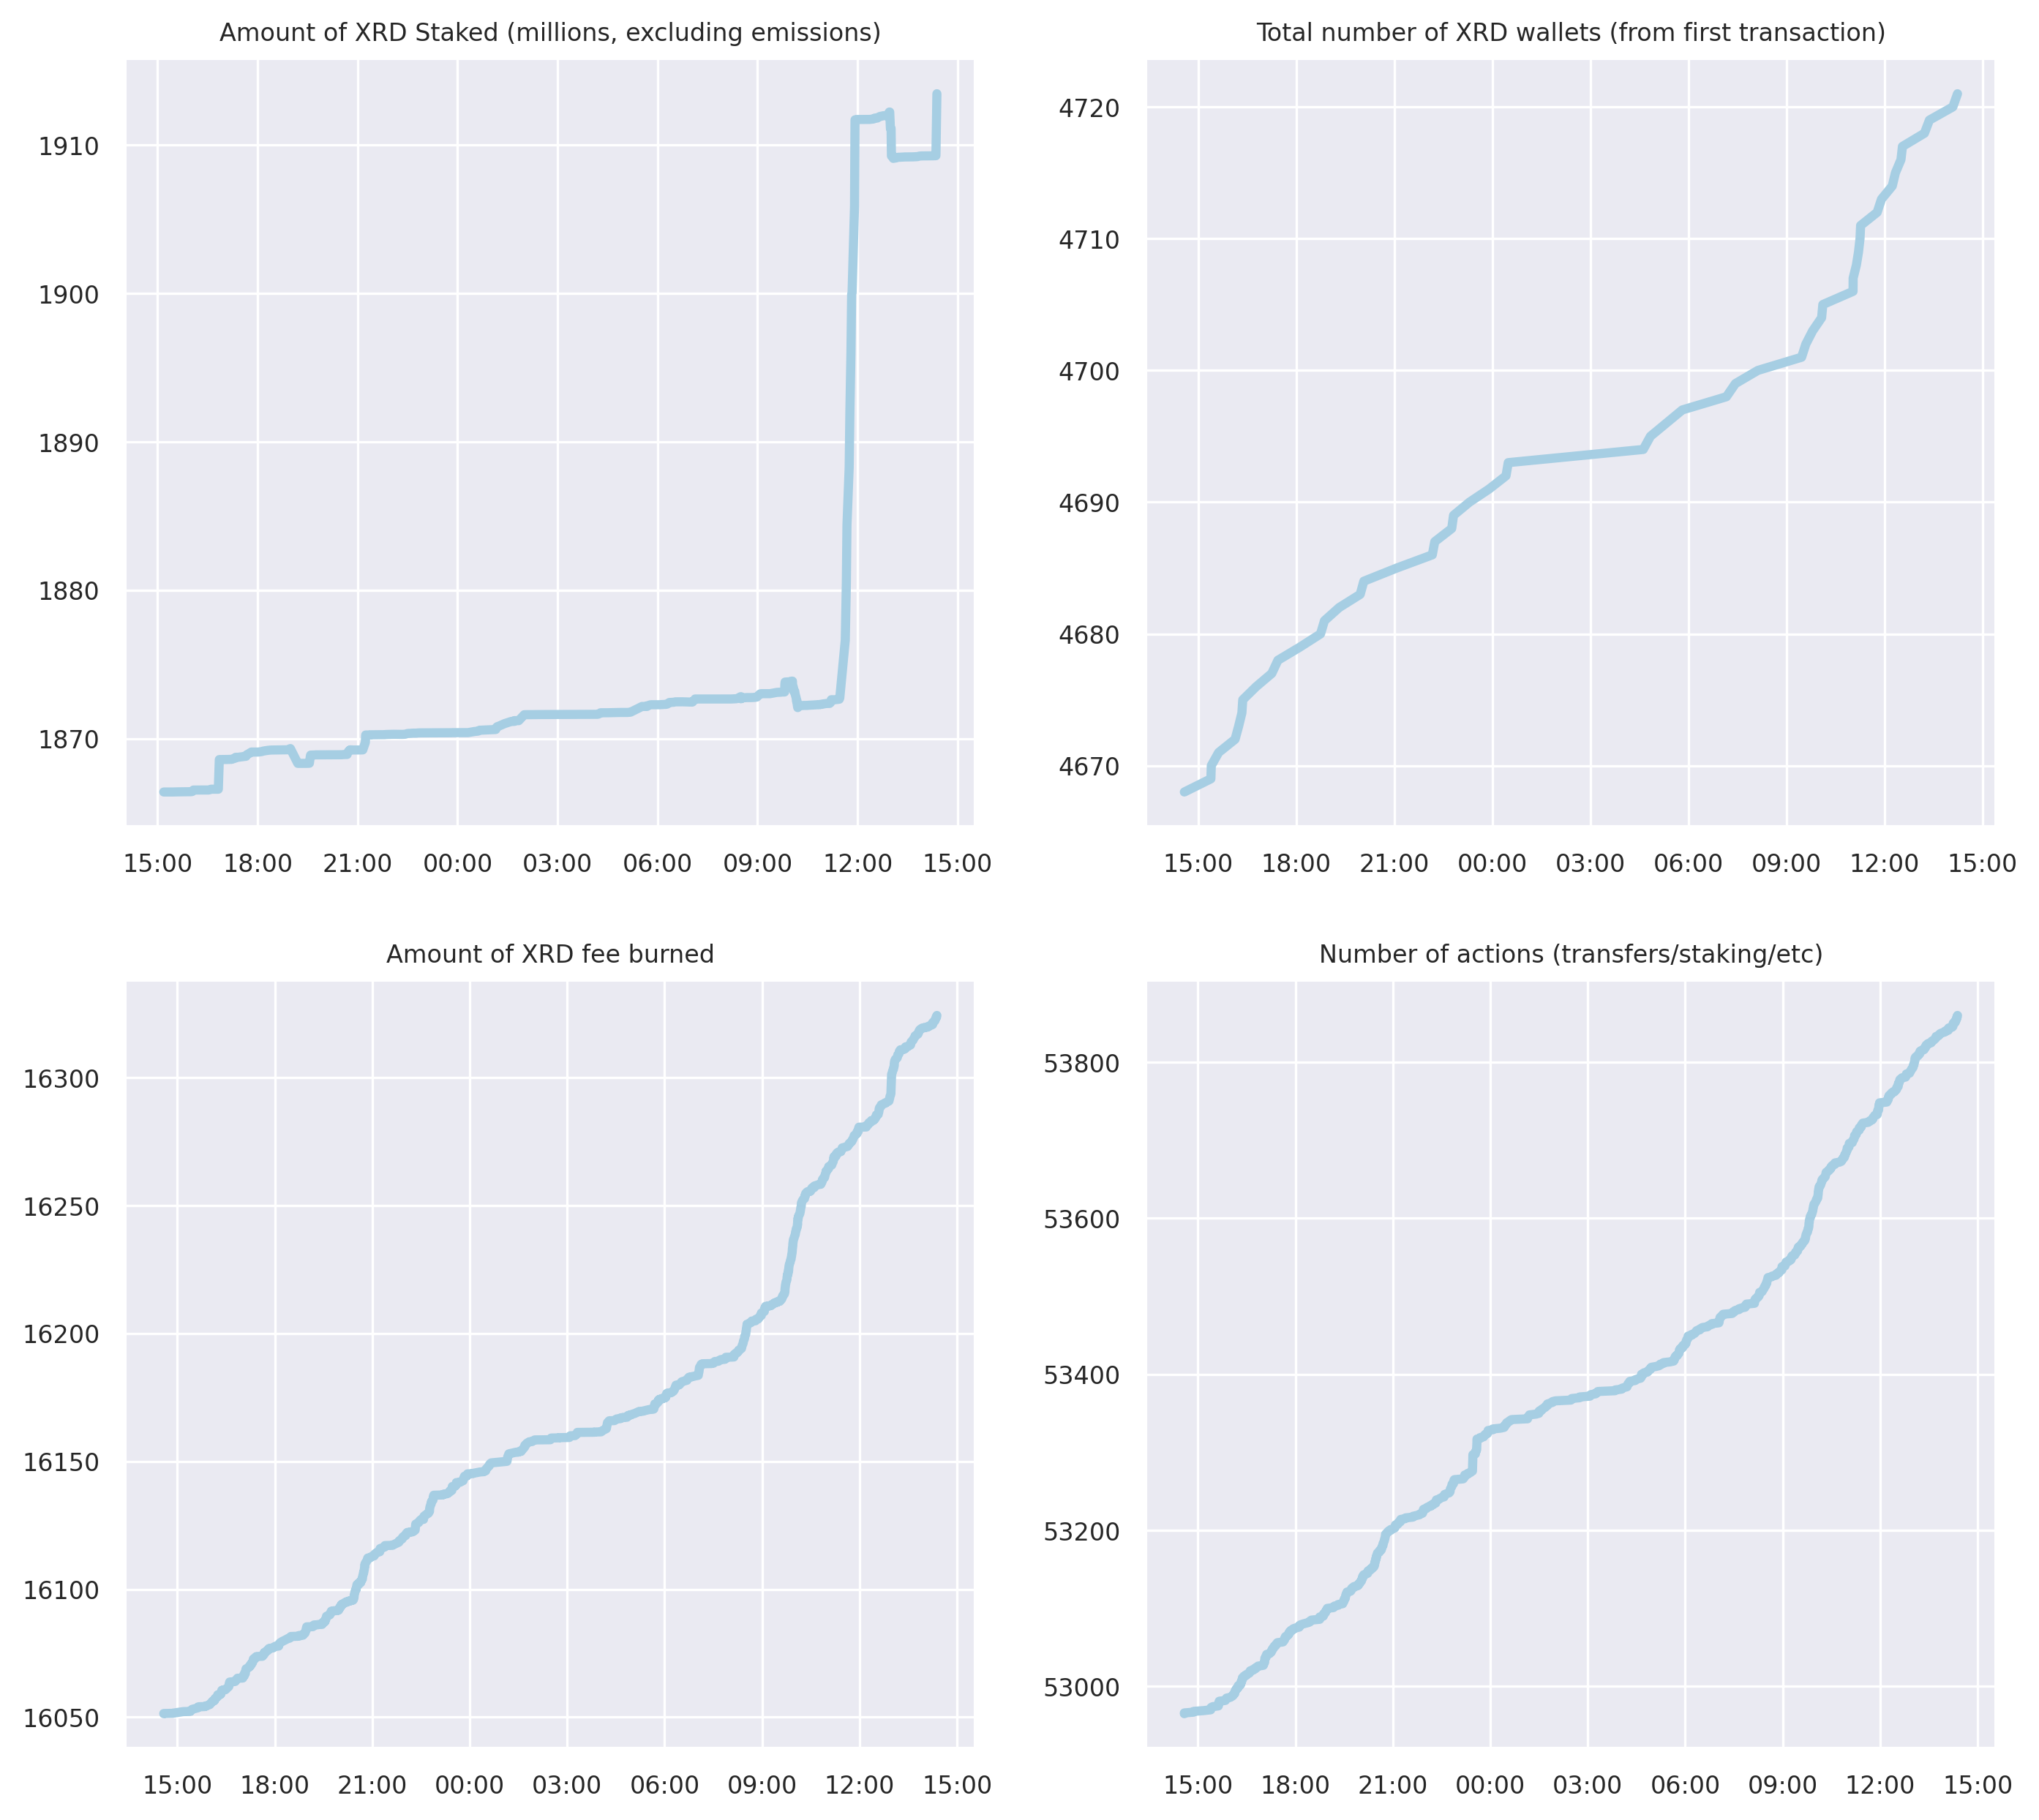 Amount of XRD Staked (millions, excluding emissions)
1910
1900
1890
1880
1870
15:00 18:00 21:00 00:00 03:00 06:00 09:00 12:00 15:00
Total number of XRD wallets (from first transaction)
4720
4710
4700
4690
4680
4670
15:00 18:00 21:00 00:00 03:00 06:00 09:00 12:00 15:00
Amount of XRD fee burned
16300
16250
16200
16150
16100
16050
15:00 18:00 21:00 00:00 03:00 06:00 09:00 12:00 15:00
Number of actions (transfers/staking/etc)
53800
53600
53400
53200
53000
15:00 18:00 21:00 00:00 03:00 06:00 09:00 12:00 15:00